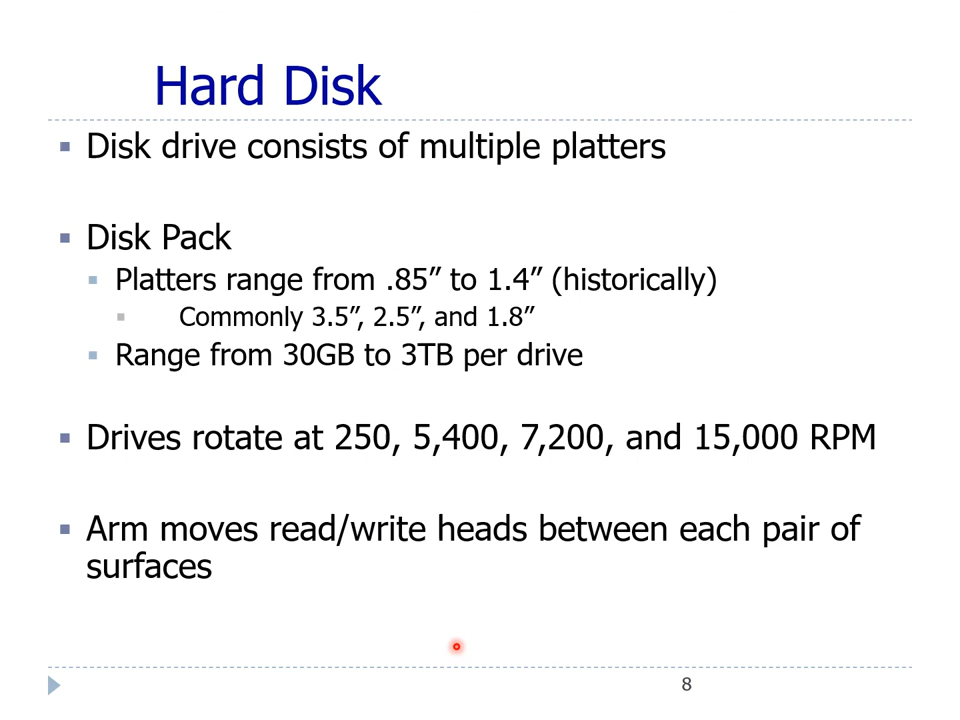 Hard Disk
Disk drive consists of multiple platters
Disk Pack
Platters range from .85” to 1.4” (historically)
Commonly 3.5”, 2.5”, and 1.8”
Range from 30GB to 3TB per drive
Drives rotate at 250, 5,400, 7,200, and 15,000 RPM
Arm moves read/write heads between each pair of
surfaces
8